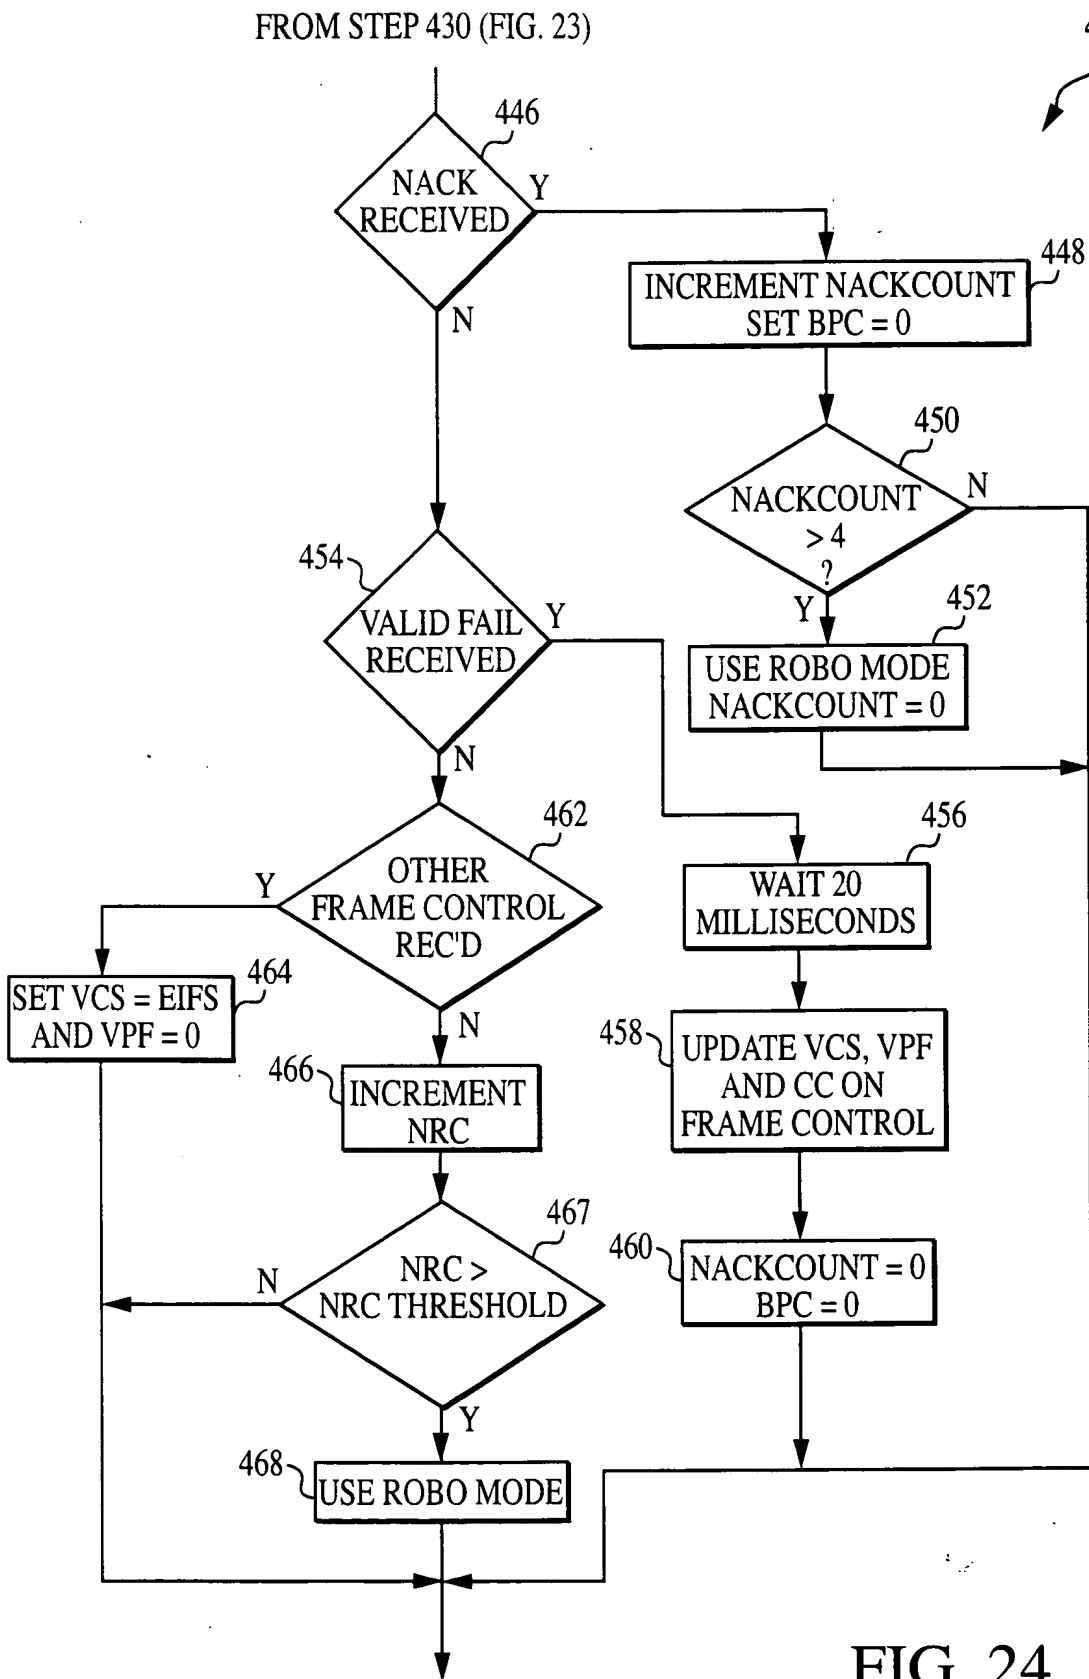 FROM STEP 430 (FIG. 23)
4
446
NACK
RECEIVED
Y
N
448
INCREMENT NACKCOUNT
SET BPC = 0
450
NACKCOUNT
> 4
?
N
Y
452
USE ROBO MODE
NACKCOUNT = 0
454
VALID FAIL
RECEIVED
Y
N
456
WAIT 20
MILLISECONDS
458
UPDATE VCS, VPF
AND CC ON
FRAME CONTROL
460
NACKCOUNT = 0
BPC = 0
462
OTHER
FRAME CONTROL
REC'D
Y
N
464
SET VCS = EIFS
AND VPF = 0
466
INCREMENT
NRC
467
NRC >
NRC THRESHOLD
N
Y
468
USE ROBO MODE
FIG. 24